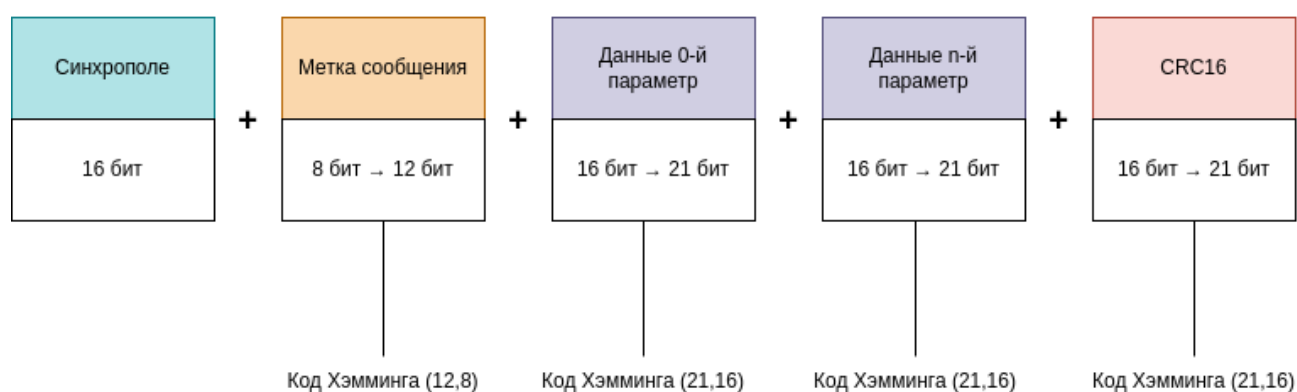 Синхрополе
Метка сообщения
Данные 0-й
параметр
Данные n-й
параметр
CRC16
+
+
+
+
16 бит
8 бит → 12 бит
16 бит → 21 бит
16 бит → 21 бит
16 бит → 21 бит
Код Хэмминга (12,8)
Код Хэмминга (21,16)
Код Хэмминга (21,16)
Код Хэмминга (21,16)